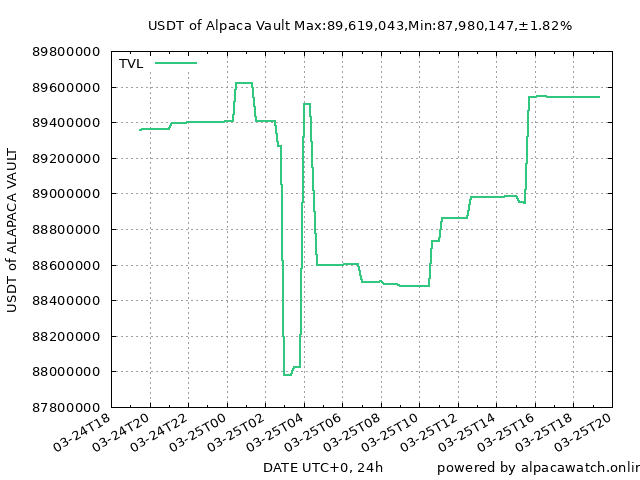 USDT of Alpaca Vault Max:89,619,043,Min:87,980,147,±1.82%
TVL
89800000
89600000
89400000
89200000
89000000
88800000
88600000
88400000
88200000
88000000
87800000
USDT of ALAPACA VAULT
03-24T18
03-24T20
03-24T22
03-25T00
03-25T02
03-25T04
03-25T06
03-25T08
03-25T10
03-25T12
03-25T14
03-25T16
03-25T18
03-25T20
DATE UTC+0, 24h
powered by alpacawatch.onlin